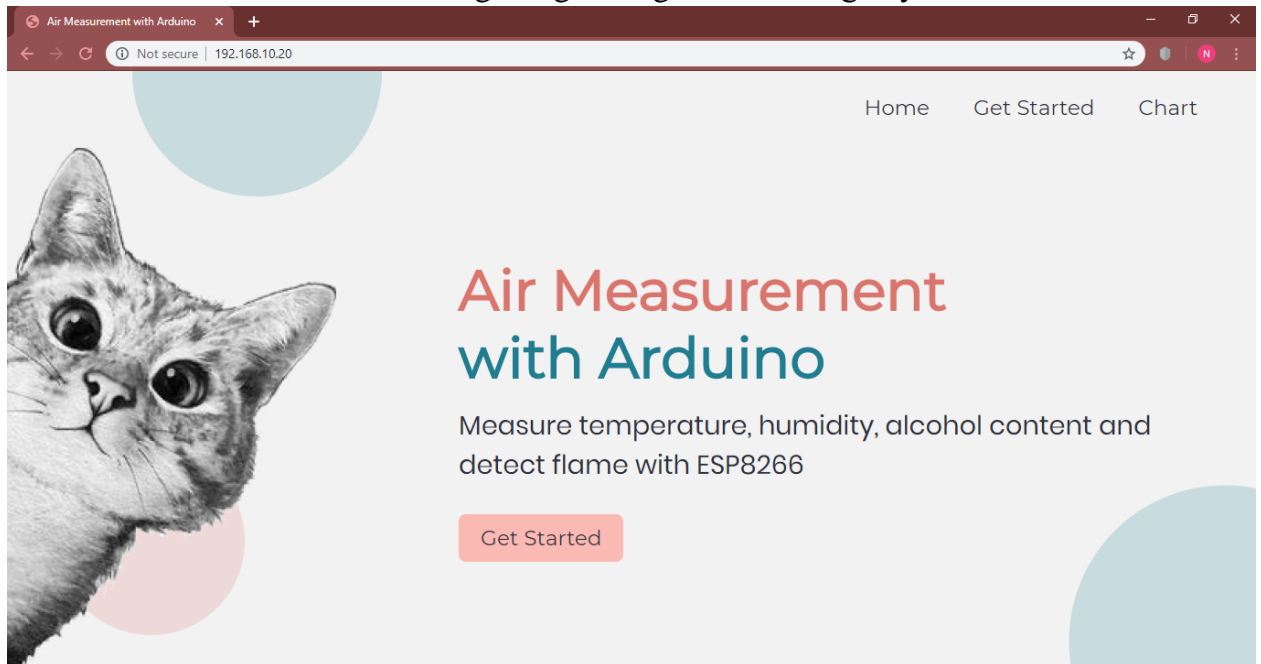 Air Measurement with Arduino
Not secure | 192.168.10.20
N
Home Get Started Chart
Air Measurement
with Arduino
Measure temperature, humidity, alcohol content and
detect flame with ESP8266
Get Started